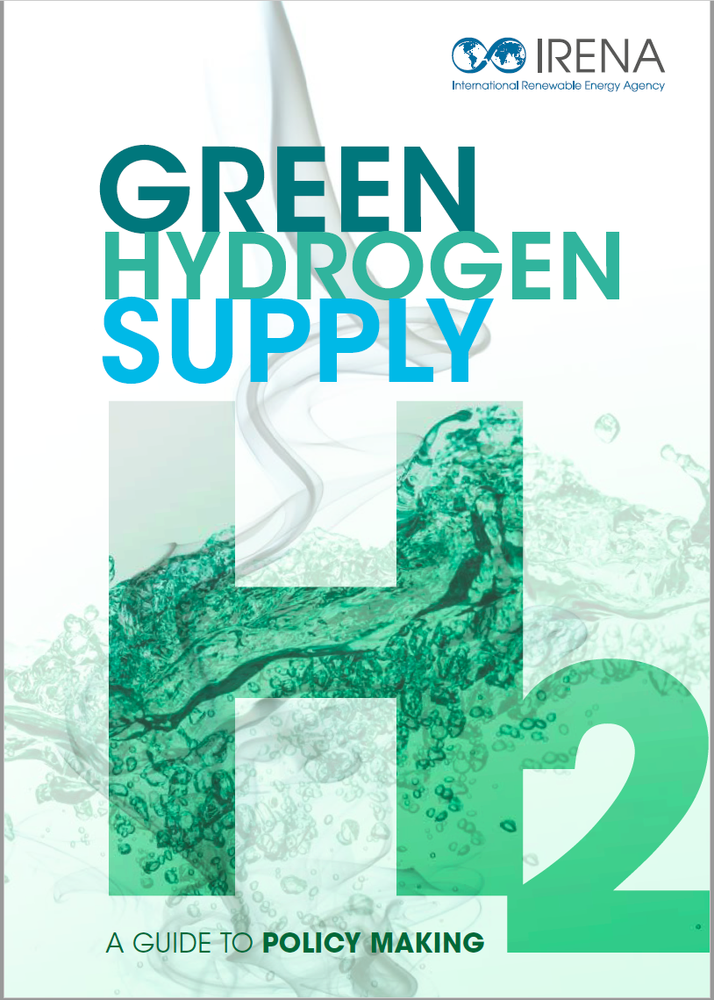 IRENA
International Renewable Energy Agency
GREEN
HYDROGEN
SUPPLY
H2
A GUIDE TO POLICY MAKING